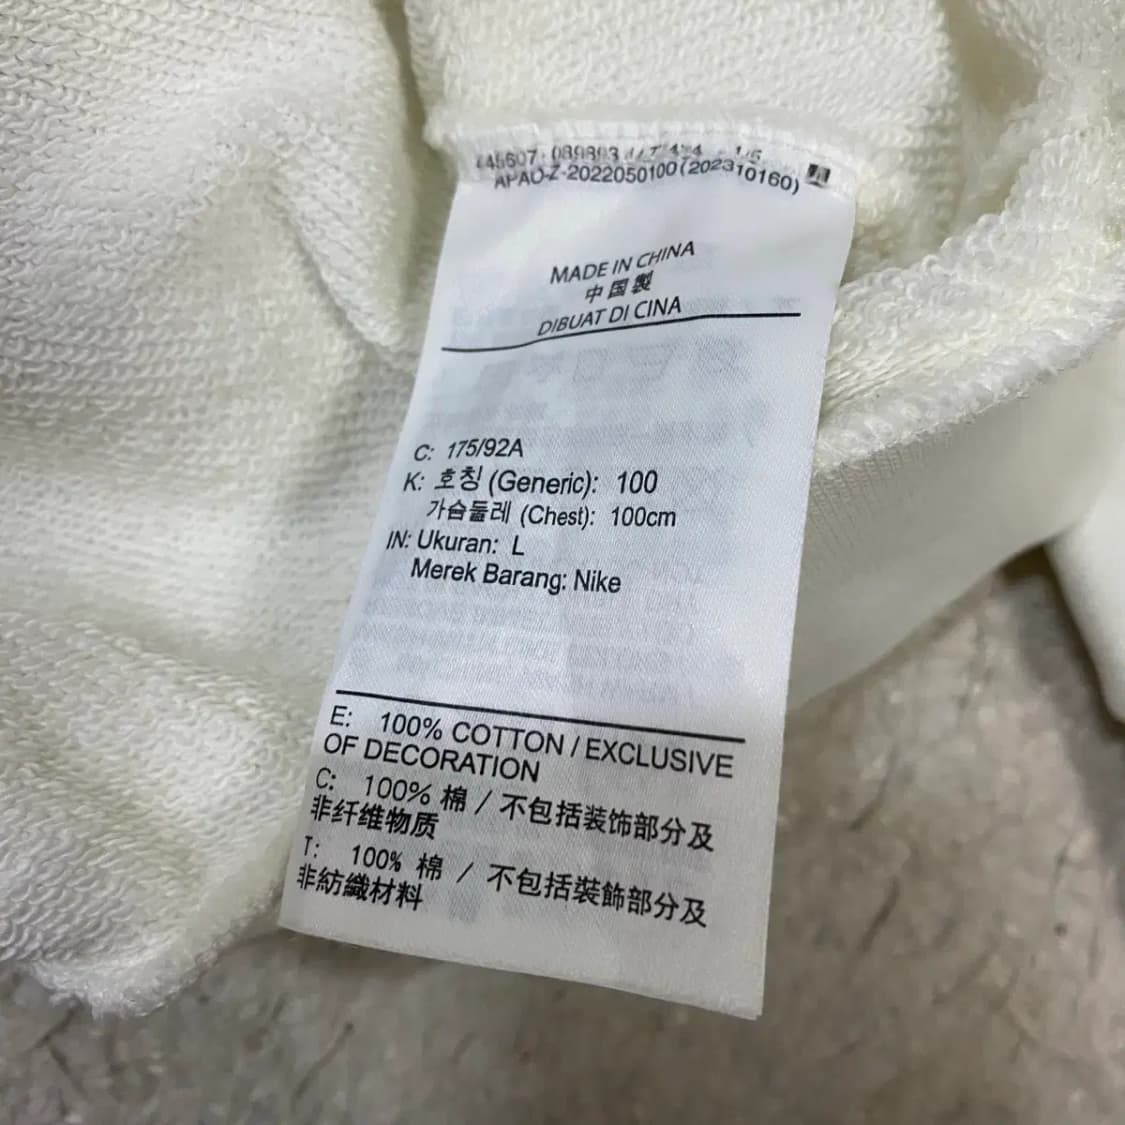 APAO-Z-2022050100(202310160)
MADE IN CHINA
中国製
DIBUAT DI CINA
C: 175/92A
K: 호칭 (Generic): 100
가슴둘레 (Chest): 100cm
IN: Ukuran: L
Merek Barang: Nike
E: 100% COTTON / EXCLUSIVE
OF DECORATION
C: 100% 棉 / 不包括装饰部分及
非纤维物质
T: 100% 棉 / 不包括裝飾部分及
非紡織材料